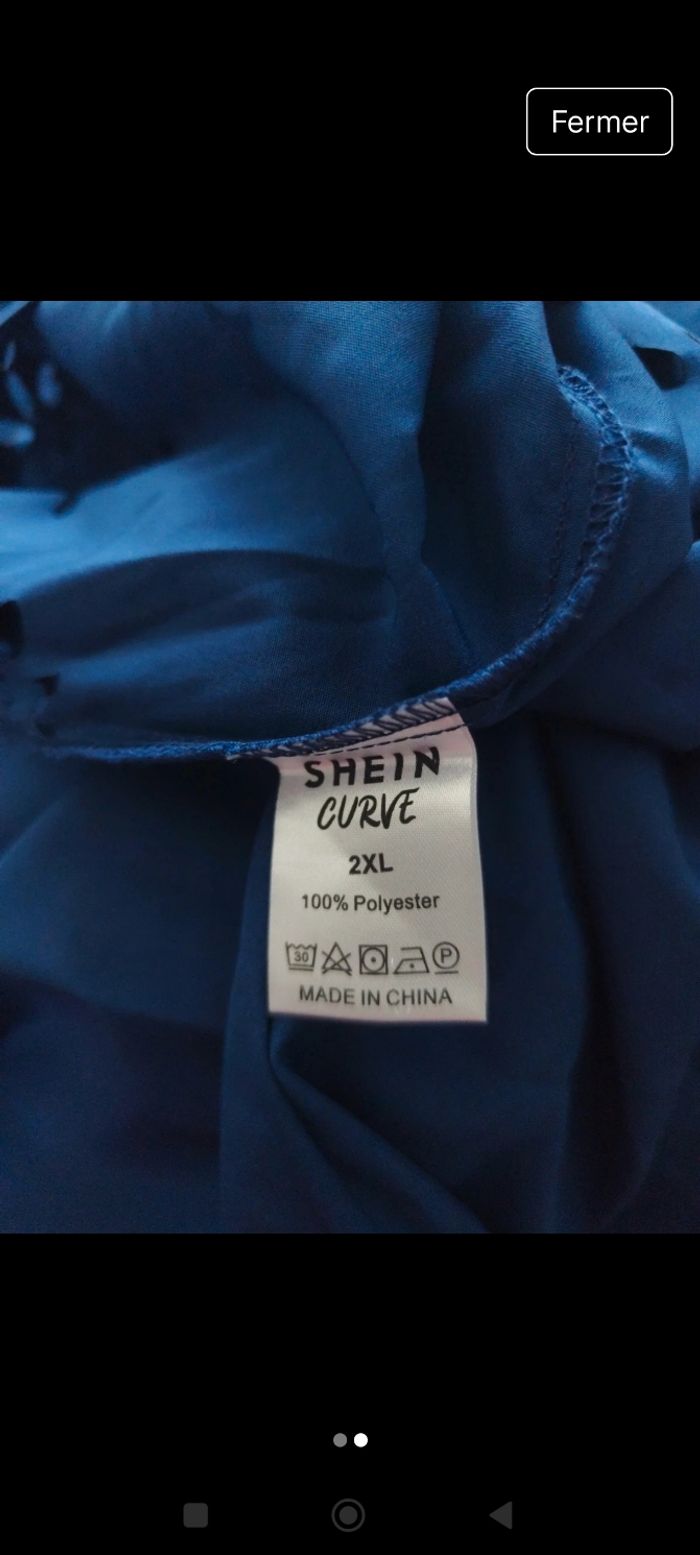 Fermer
SHEIN
CURVE
2XL
100% Polyester
30 P
MADE IN CHINA